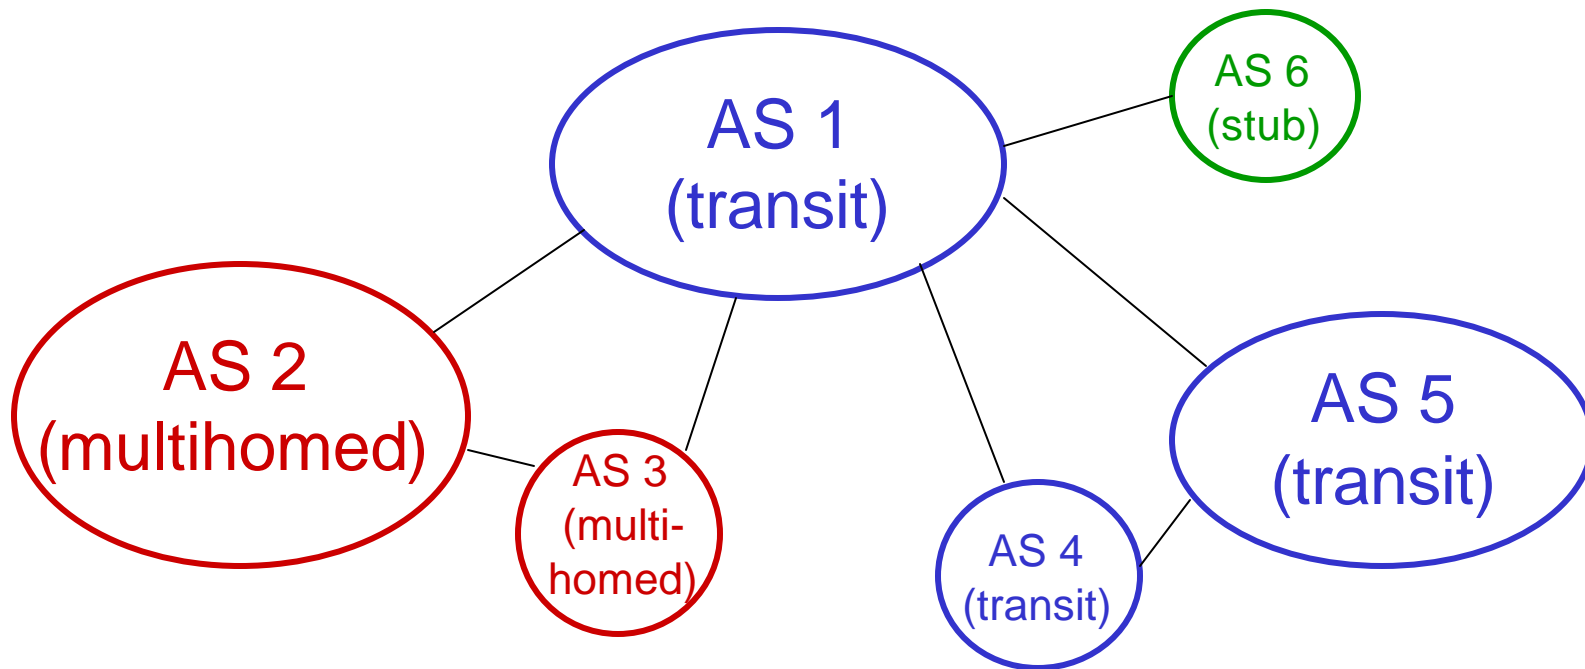 AS 1
(transit)
AS 6
(stub)
AS 2
(multihomed)
AS 3
(multi-
homed)
AS 4
(transit)
AS 5
(transit)